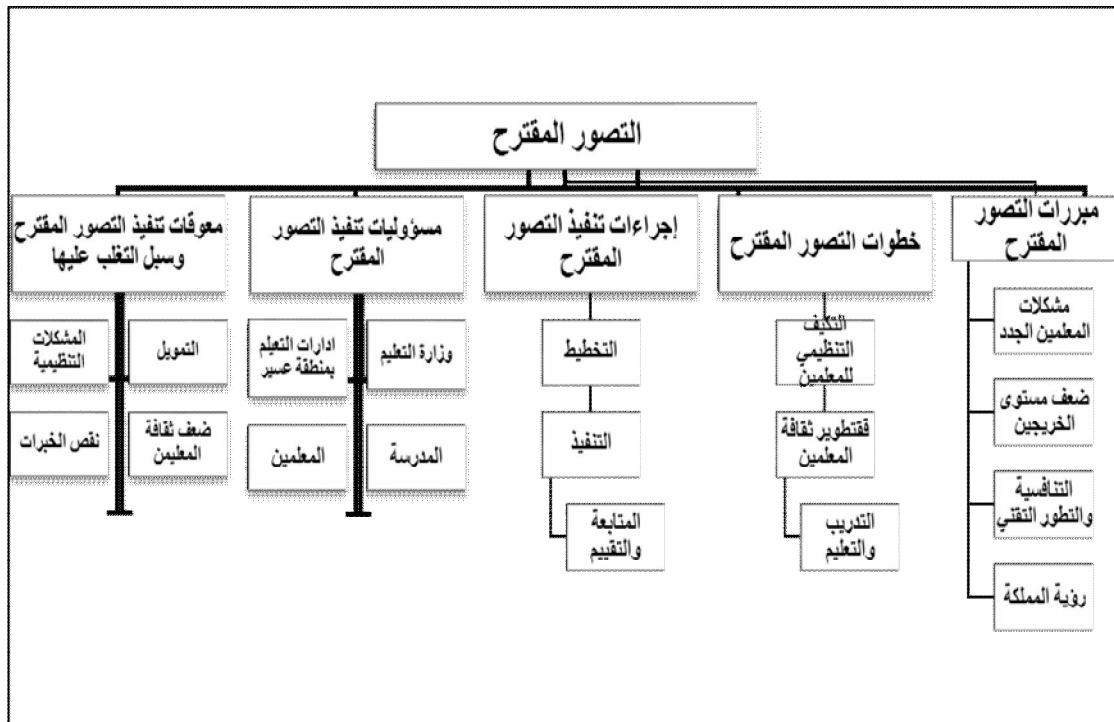 التصور المقترح
مبررات التصور
المقترح
مشكلات
المعلمين الجدد
ضعف مستوى
الخريجين
التنافسية
والتطور التقني
رؤية المملكة
خطوات التصور المقترح
التكيف
التنظيمي
للمعلمين
ققتطوير ثقافة
المعلمين
التدريب
والتعليم
إجراءات تنفيذ التصور
المقترح
التخطيط
التنفيذ
المتابعة
والتقييم
مسؤوليات تنفيذ التصور
المقترح
وزارة التعليم
ادارات التعليم
بمنطقة عسير
المدرسة
المعلمين
معوقات تنفيذ التصور المقترح
وسبل التغلب عليها
التمويل
المشكلات
التنظيمية
ضعف ثقافة
المعليمن
نقص الخبرات